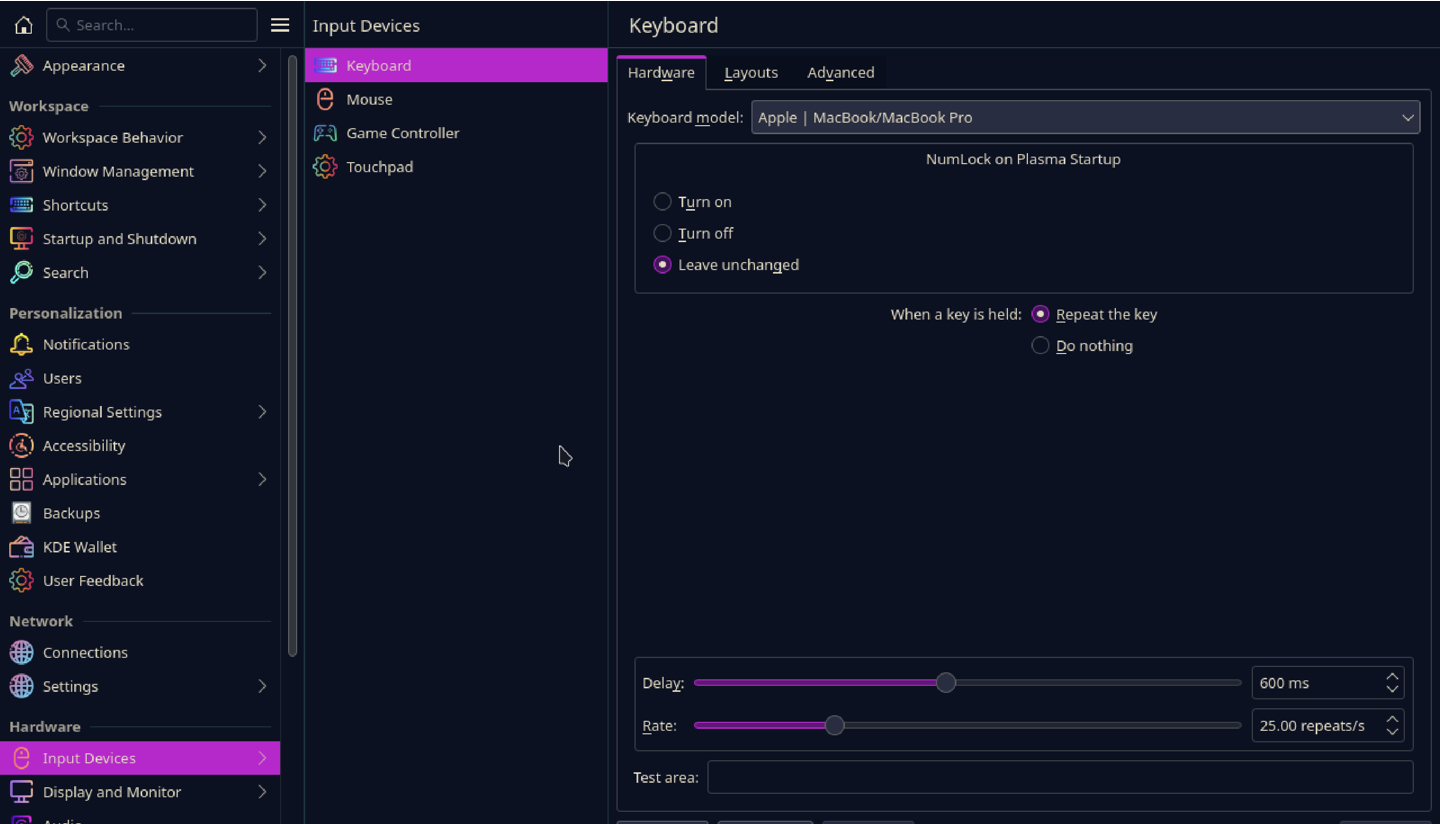 Search...
Appearance
Workspace
Workspace Behavior
Window Management
Shortcuts
Startup and Shutdown
Search
Personalization
Notifications
Users
Regional Settings
Accessibility
Applications
Backups
KDE Wallet
User Feedback
Network
Connections
Settings
Hardware
Input Devices
Display and Monitor
Audio
Input Devices
Keyboard
Mouse
Game Controller
Touchpad
Keyboard
Hardware Layouts Advanced
Keyboard model: Apple | MacBook/MacBook Pro
NumLock on Plasma Startup
Turn on
Turn off
Leave unchanged
When a key is held: Repeat the key
Do nothing
Delay: 600 ms
Rate: 25.00 repeats/s
Test area: